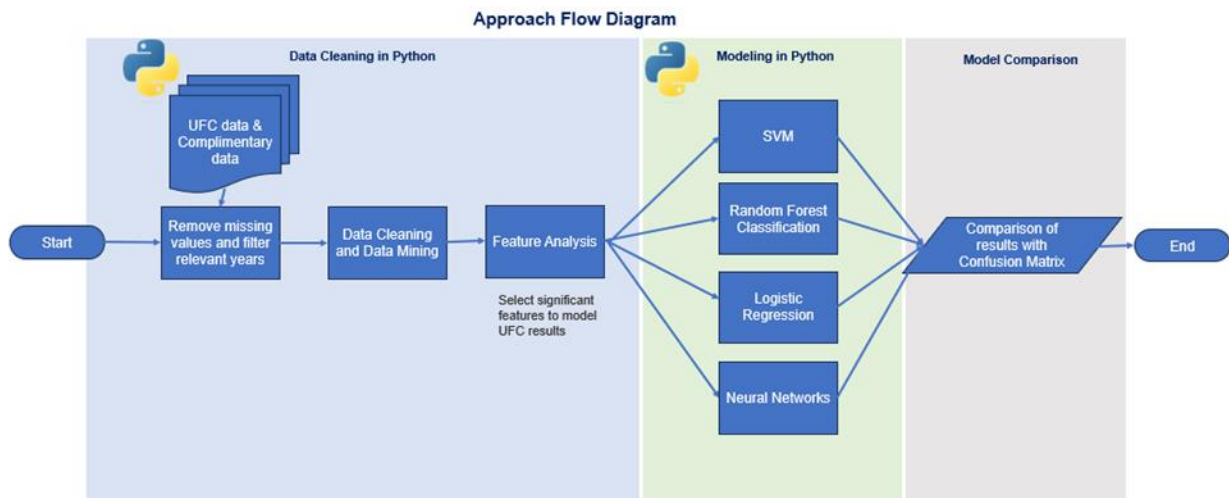 Approach Flow Diagram
Data Cleaning in Python
Modeling in Python
Model Comparison
UFC data &
Complimentary
data
Start
Remove missing
values and filter
relevant years
Data Cleaning
and Data Mining
Feature Analysis
Select significant
features to model
UFC results
SVM
Random Forest
Classification
Logistic
Regression
Neural Networks
Comparison of
results with
Confusion Matrix
End